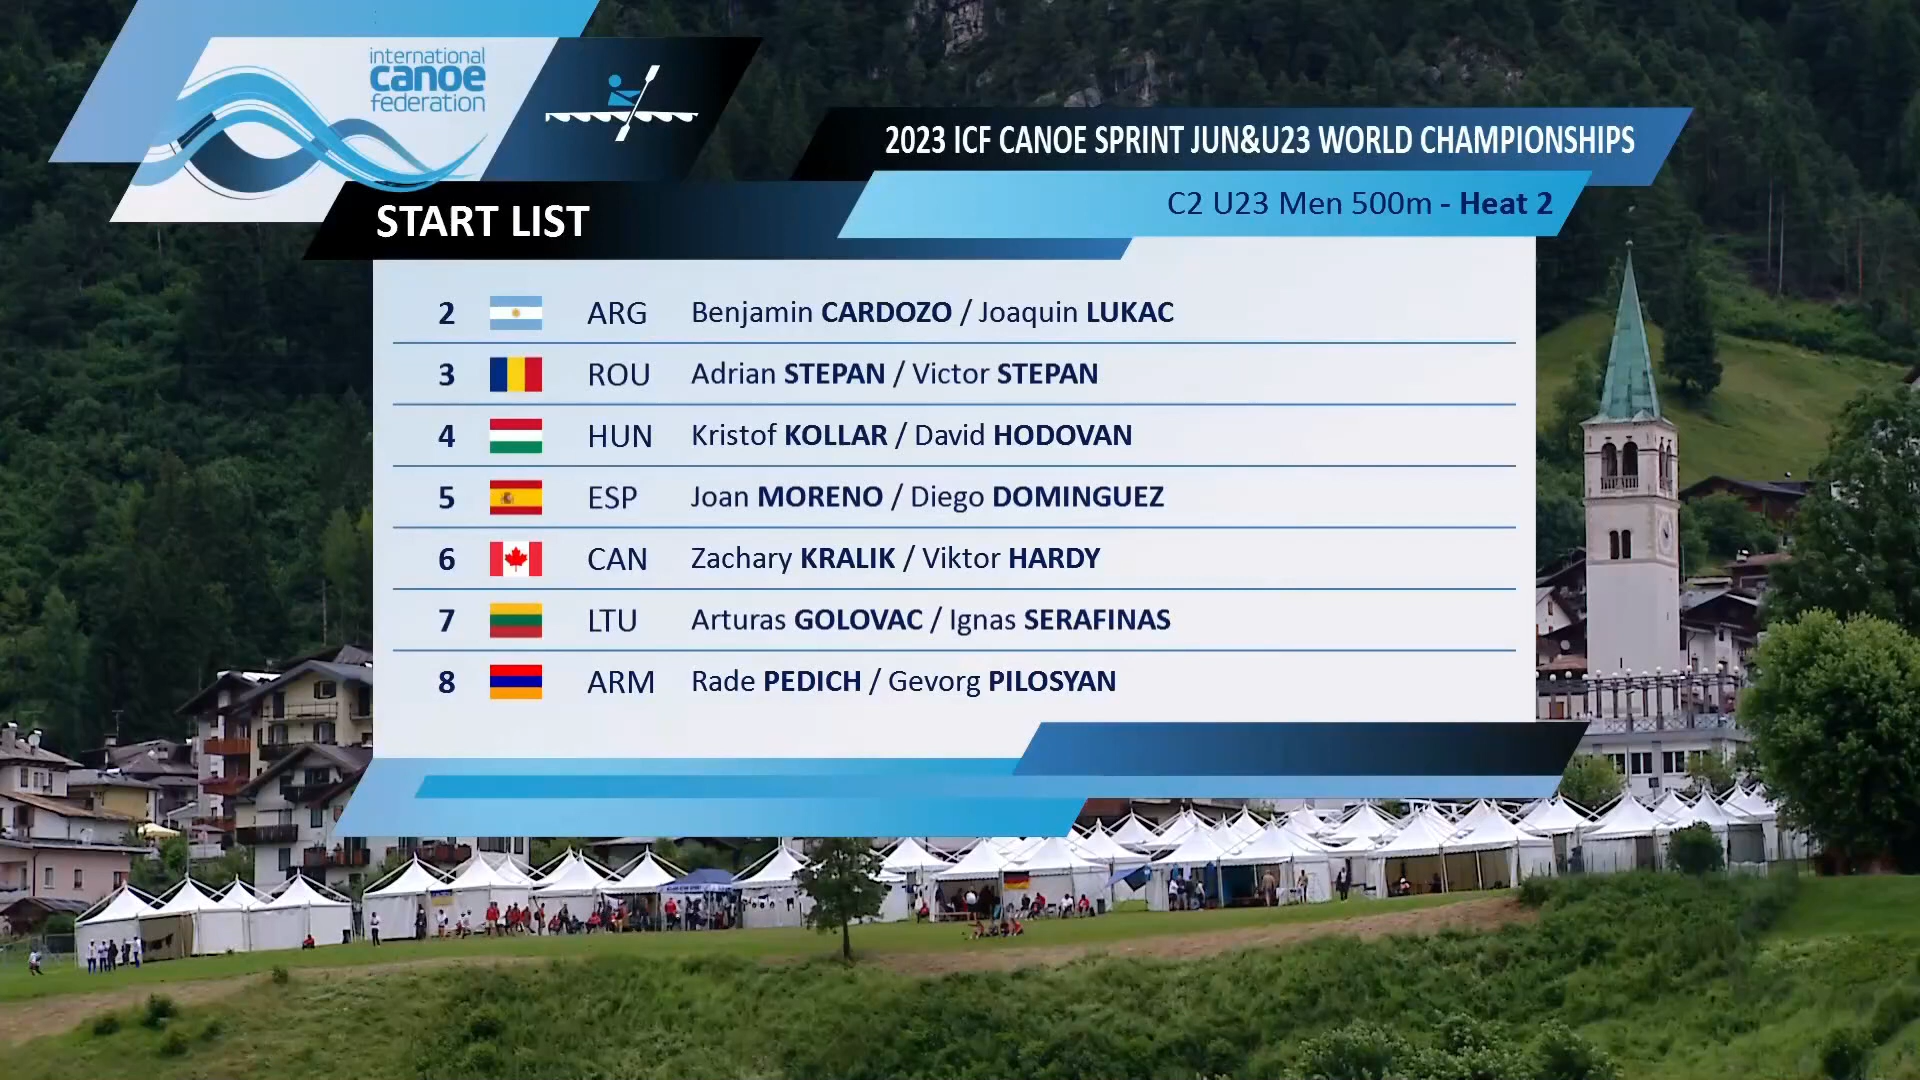 international
canoe
federation
2023 ICF CANOE SPRINT JUN&U23 WORLD CHAMPIONSHIPS
C2 U23 Men 500m - Heat 2
START LIST
2 ARG Benjamin CARDOZO / Joaquin LUKAC
3 ROU Adrian STEPAN / Victor STEPAN
4 HUN Kristof KOLLAR / David HODOVAN
5 ESP Joan MORENO / Diego DOMINGUEZ
6 CAN Zachary KRALIK / Viktor HARDY
7 LTU Arturas GOLOVAC / Ignas SERAFINAS
8 ARM Rade PEDICH / Gevorg PILOSYAN